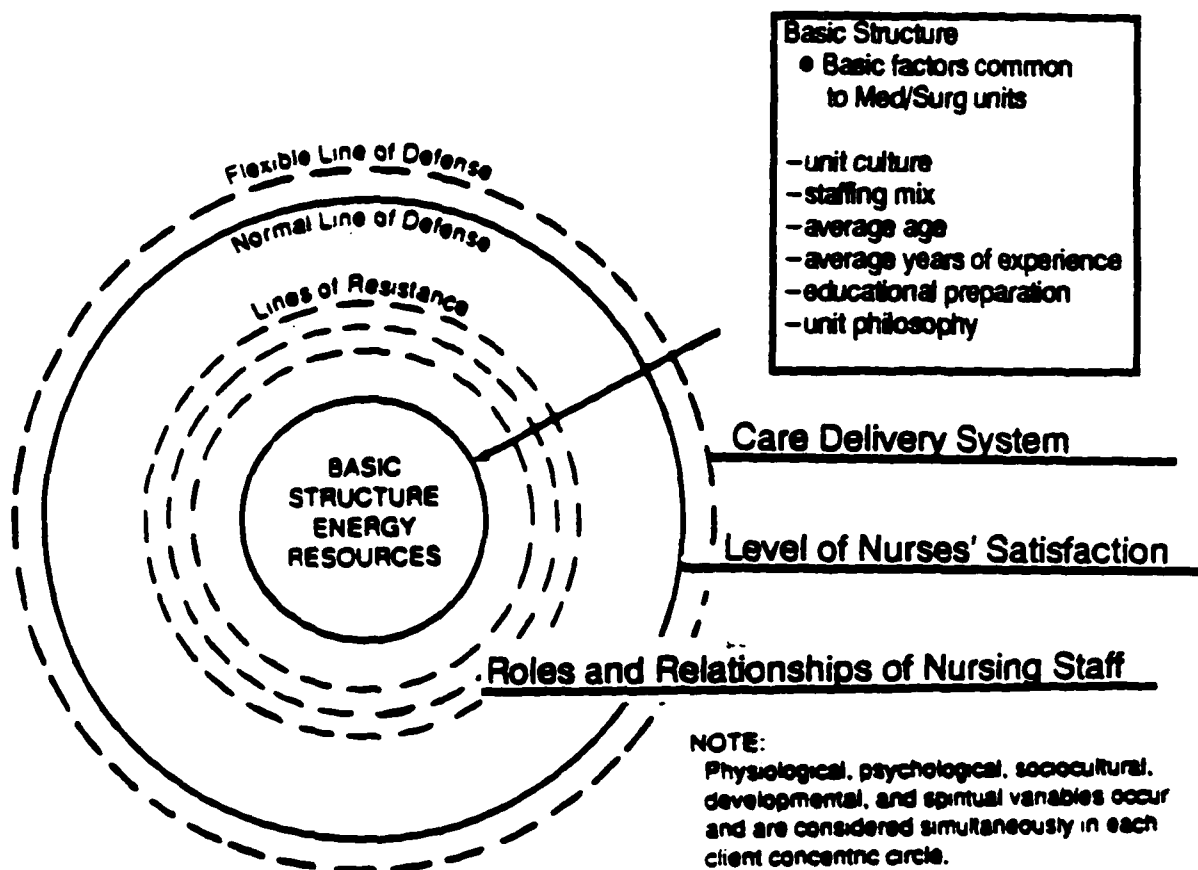 Basic Structure
• Basic factors common
to Med/Surg units
–unit culture
–staffing mix
–average age
–average years of experience
–educational preparation
–unit philosophy
Flexible Line of Defense
Normal Line of Defense
Lines of Resistance
BASIC
STRUCTURE
ENERGY
RESOURCES
Care Delivery System
Level of Nurses' Satisfaction
Roles and Relationships of Nursing Staff
NOTE:
Physiological, psychological, sociocultural,
developmental, and spiritual variables occur
and are considered simultaneously in each
client concentric circle.